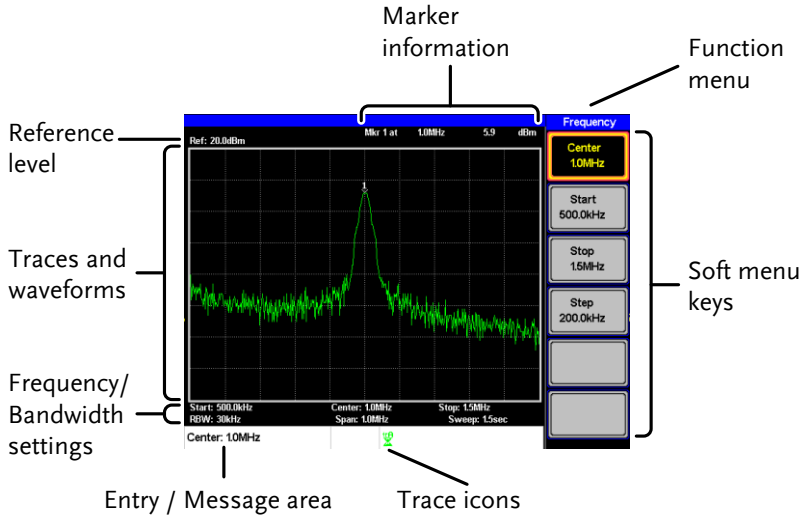 Marker
information
Function
menu
Reference
level
Traces and
waveforms
Frequency/
Bandwidth
settings
Mkr 1 at 1.0MHz 5.9 dBm
Ref: 20.0dBm
1
Start: 500.0kHz Center: 1.0MHz Stop: 1.5MHz
RBW: 30kHz Span: 1.0MHz Sweep: 1.5sec
Center: 1.0MHz
Frequency
Center
1.0MHz
Start
500.0kHz
Stop
1.5MHz
Step
200.0kHz
Soft menu
keys
Entry / Message area
Trace icons